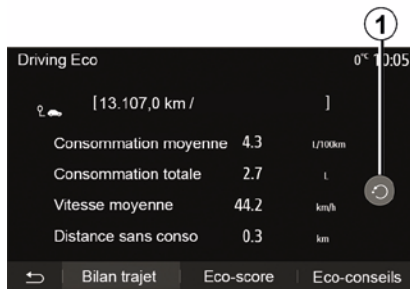 1
Driving Eco 0°C 10:05
[13.107,0 km / ]
Consommation moyenne 4.3 L/100km
Consommation totale 2.7 L
Vitesse moyenne 44.2 km/h
Distance sans conso 0.3 km
Bilan trajet Eco-score Eco-conseils